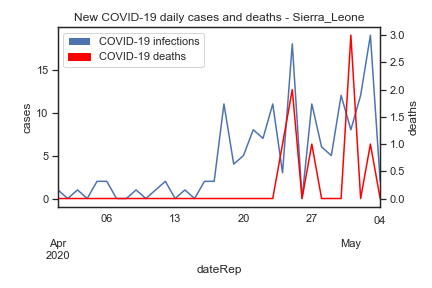 New COVID-19 daily cases and deaths - Sierra_Leone
COVID-19 infections
COVID-19 deaths
cases
15
10
5
0
deaths
3.0
2.5
2.0
1.5
1.0
0.5
0.0
06
13
20
27
04
Apr
2020
May
dateRep